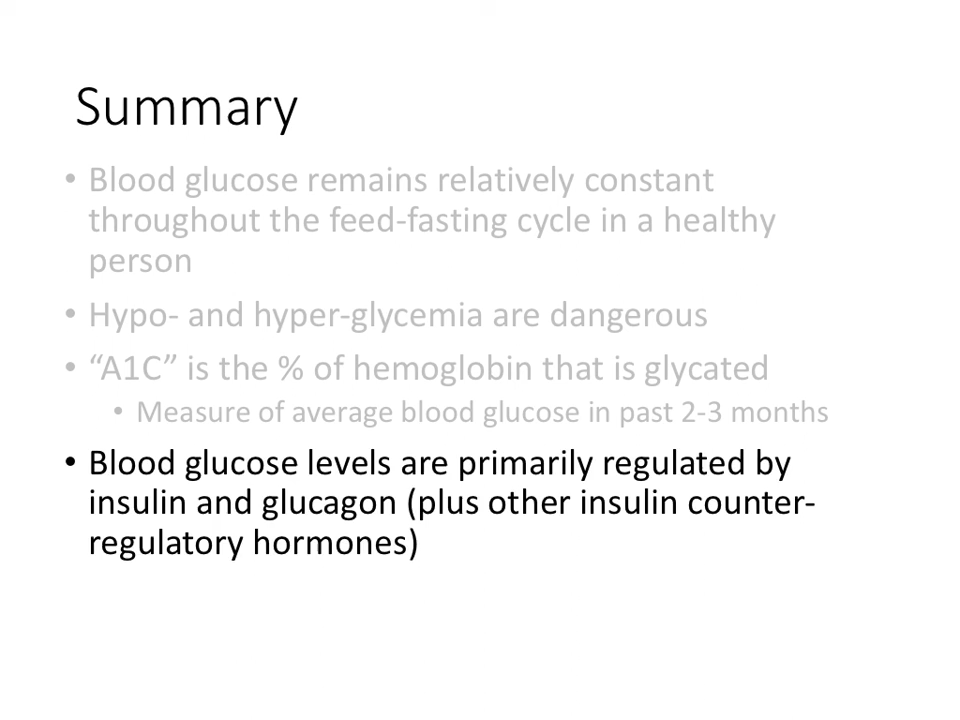 Summary
• Blood glucose remains relatively constant
throughout the feed-fasting cycle in a healthy
person
• Hypo- and hyper-glycemia are dangerous
• “A1C” is the % of hemoglobin that is glycated
• Measure of average blood glucose in past 2-3 months
• Blood glucose levels are primarily regulated by
insulin and glucagon (plus other insulin counter-
regulatory hormones)